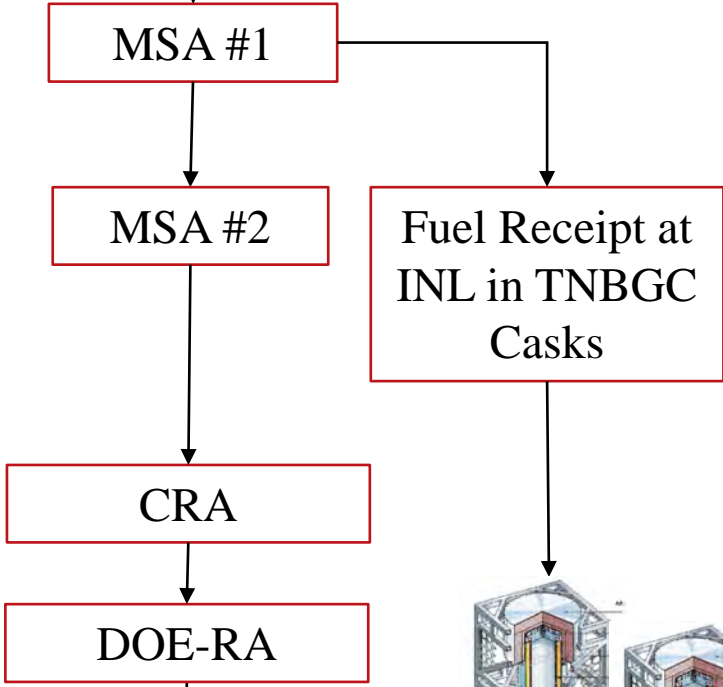 MSA #1
MSA #2
Fuel Receipt at
INL in TNBGC
Casks
CRA
DOE-RA